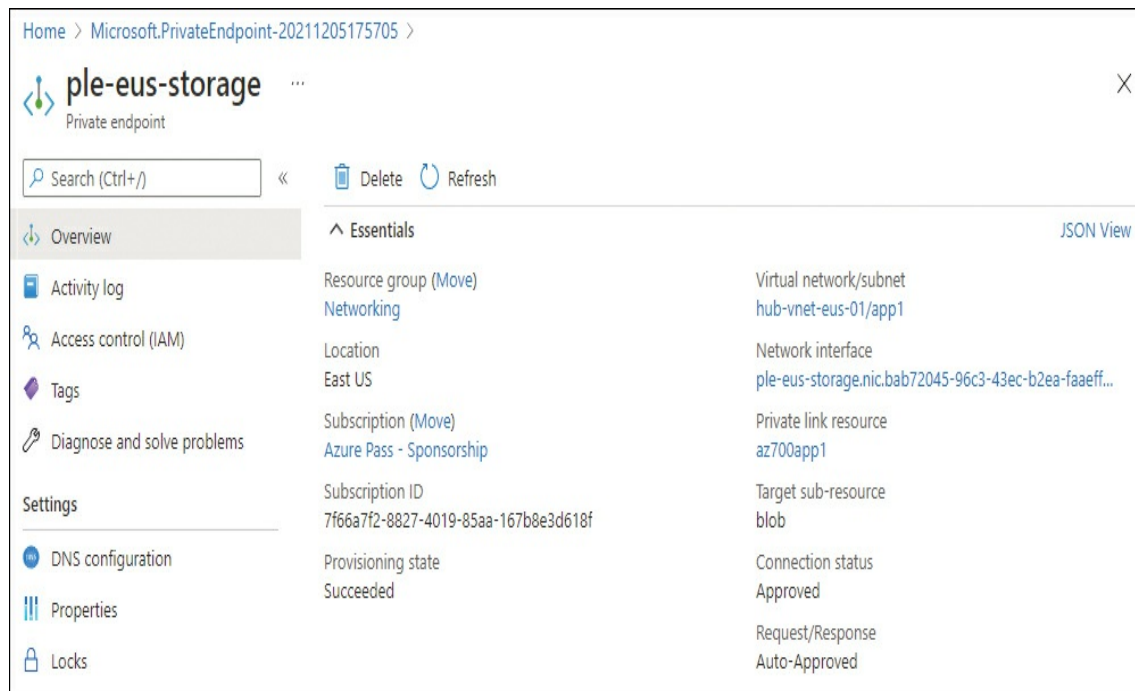 Home > Microsoft.PrivateEndpoint-20211205175705 >
ple-eus-storage ...
Private endpoint
Search (Ctrl+/)
«
Overview
Activity log
Access control (IAM)
Tags
Diagnose and solve problems
Settings
DNS configuration
Properties
Locks
Delete
Refresh
Essentials
JSON View
Resource group (Move)
Networking
Location
East US
Subscription (Move)
Azure Pass - Sponsorship
Subscription ID
7f66a7f2-8827-4019-85aa-167b8e3d618f
Provisioning state
Succeeded
Virtual network/subnet
hub-vnet-eus-01/app1
Network interface
ple-eus-storage.nic.bab72045-96c3-43ec-b2ea-faaeff...
Private link resource
az700app1
Target sub-resource
blob
Connection status
Approved
Request/Response
Auto-Approved